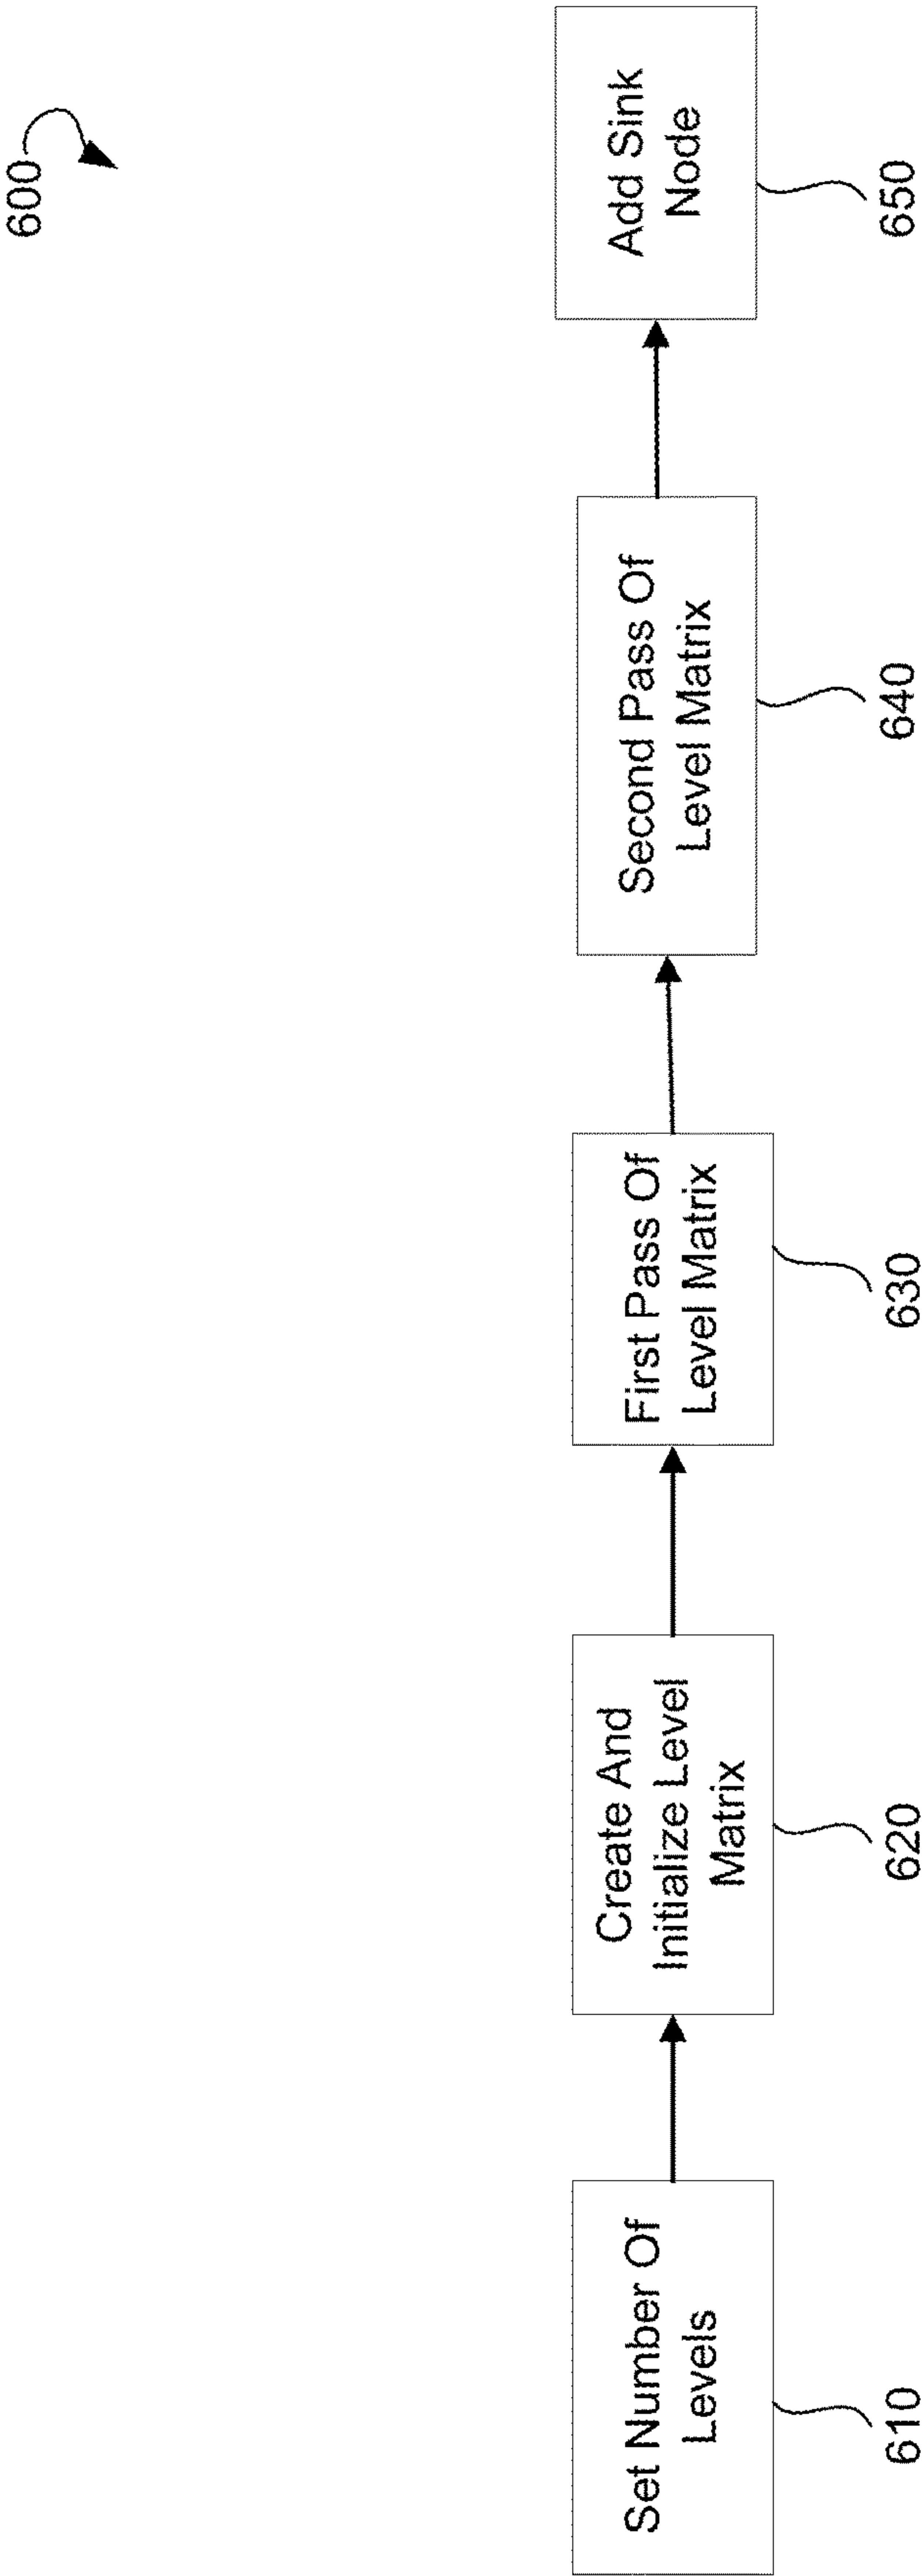 600
Set Number Of
Levels
610
Create And
Initialize Level
Matrix
620
First Pass Of
Level Matrix
630
Second Pass Of
Level Matrix
640
Add Sink
Node
650